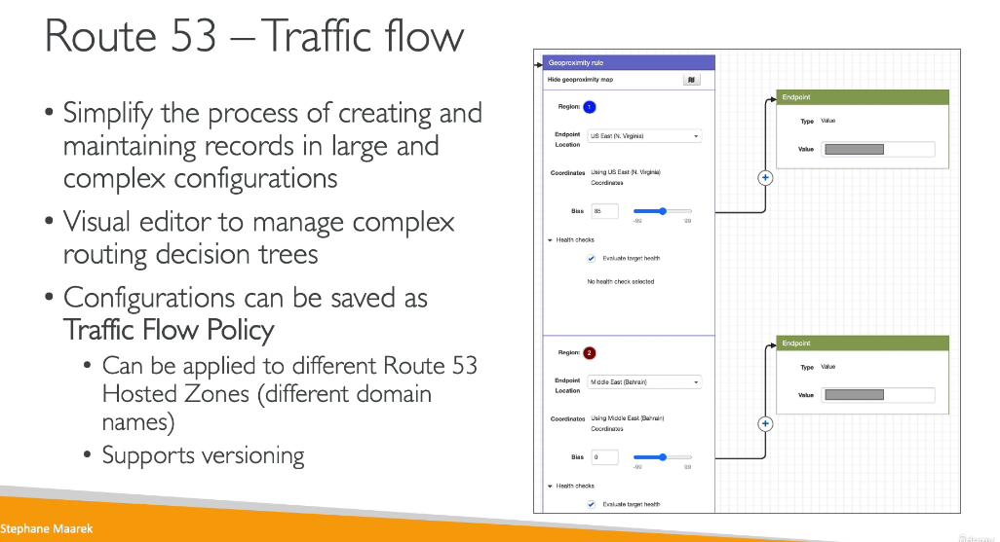 Route 53 – Traffic flow
• Simplify the process of creating and
maintaining records in large and
complex configurations
• Visual editor to manage complex
routing decision trees
• Configurations can be saved as
Traffic Flow Policy
• Can be applied to different Route 53
Hosted Zones (different domain
names)
• Supports versioning
Stephane Maarek
Geoproximity rule
Hide geoproximity map
Region: 1
Endpoint
Location
US East (N. Virginia)
Coordinates
Using US East (N. Virginia)
Coordinates
Bias 85
-99 99
Health checks
Evaluate target health
No health check selected
Region: 2
Endpoint
Location
Middle East (Bahrain)
Coordinates
Using Middle East (Bahrain)
Coordinates
Bias 0
-99 99
Health checks
Evaluate target health
Endpoint
Type Value
Value
Endpoint
Type Value
Value